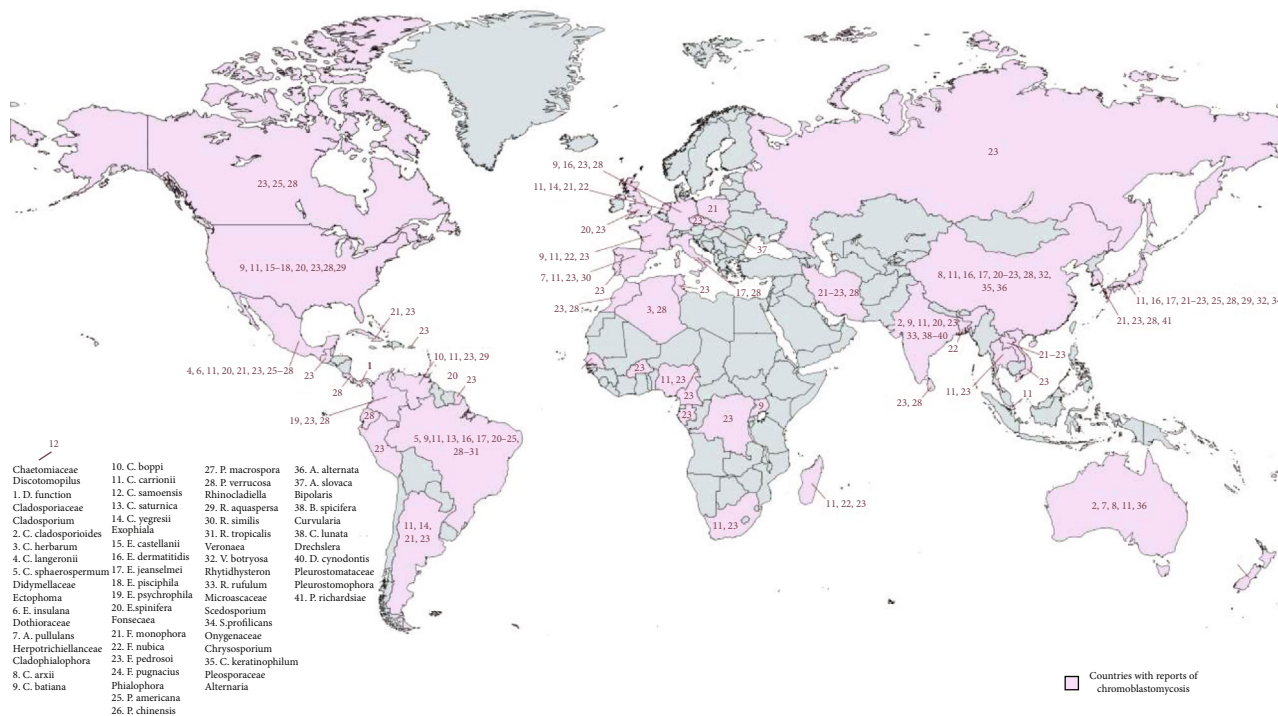 23
23, 25, 28
9, 16, 23, 28
11, 14, 21, 22
21
23
20, 23
37
9, 11, 22, 23
7, 11, 23, 30
9, 11, 15–18, 20, 23,28,29
8, 11, 16, 17, 20–23, 28, 32,
35, 36
23
23
17, 28
21–23, 28
23, 28
3, 28
11, 16, 17, 21–23, 25, 28, 29, 32, 34
21, 23, 28, 41
21, 23
23
2, 9, 11, 20, 23
33, 38–40
22
21–23
4, 6, 11, 20, 21, 23, 25–28
23
1
10, 11, 23, 29
20
23
28
23
11, 23
23
11, 23
23
23, 28
11
19, 23, 28
28
23
23
9
5, 9,11, 13, 16, 17, 20–25,
28–31
23
12
11, 22, 23
2, 7, 8, 11, 36
11, 14,
21, 23
11, 23
Chaetomiaceae
Discotomopilus
1. D. function
Cladosporiaceae
Cladosporium
2. C. cladosporioides
3. C. herbarum
4. C. langeronii
5. C. sphaerospermum
Didymellaceae
Ectophoma
6. E. insulana
Dothioraceae
7. A. pullulans
Herpotrichiellanceae
Cladophialophora
8. C. arxii
9. C. batiana
10. C. boppi
11. C. carrionii
12. C. samoensis
13. C. saturnica
14. C. yegresii
Exophiala
15. E. castellanii
16. E. dermatitidis
17. E. jeanselmei
18. E. pisciphila
19. E. psychrophila
20. E.spinifera
Fonsecaea
21. F. monophora
22. F. nubica
23. F. pedrosoi
24. F. pugnacius
Phialophora
25. P. americana
26. P. chinensis
27. P. macrospora
28. P. verrucosa
Rhinocladiella
29. R. aquaspersa
30. R. similis
31. R. tropicalis
Veronaea
32. V. botryosa
Rhytidhysteron
33. R. rufulum
Microascaceae
Scedosporium
34. S.profilicans
Onygenaceae
Chrysosporium
35. C. keratinophilum
Pleosporaceae
Alternaria
36. A. alternata
37. A. slovaca
Bipolaris
38. B. spicifera
Curvularia
38. C. lunata
Drechslera
40. D. cynodontis
Pleurostomataceae
Pleurostomophora
41. P. richardsiae
Countries with reports of
chromoblastomycosis